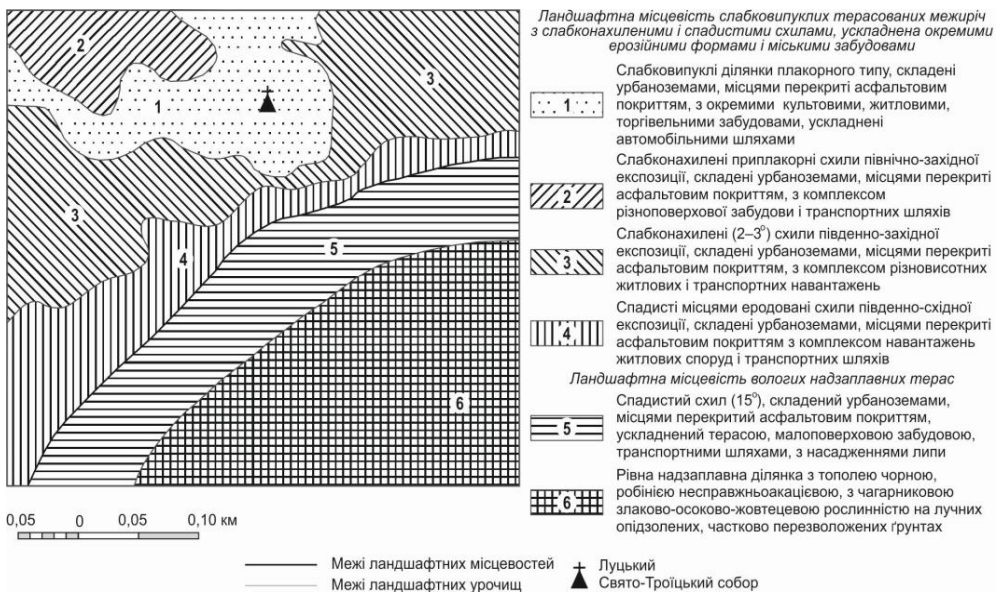 Ландшафтна місцевість слабковипуклих терасованих межиріч
з слабконахиленими і спадистими схилами, ускладнена окремими
ерозійними формами і міськими забудовами
1
Слабковипуклі ділянки плакорного типу, складені
урбаноземами, місцями перекриті асфальтовим
покриттям, з окремими культовими, житловими,
торгівельними забудовами, ускладнені
автомобільними шляхами
2
Слабконахилені приплакорні схили північно-західної
експозиції, складені урбаноземами, місцями перекриті
асфальтовим покриттям, з комплексом
різноповерхової забудови і транспортних шляхів
3
Слабконахилені (2–3°) схили південно-західної
експозиції, складені урбаноземами, місцями перекриті
асфальтовим покриттям, з комплексом різновисотних
житлових і транспортних навантажень
4
Спадисті місцями еродовані схили південно-східної
експозиції, складені урбаноземами, місцями перекриті
асфальтовим покриттям з комплексом навантажень
житлових споруд і транспортних шляхів
Ландшафтна місцевість вологих надзаплавних терас
5
Спадистий схил (15°), складений урбаноземами,
місцями перекритий асфальтовим покриттям,
ускладнений терасою, малоповерховою забудовою,
транспортними шляхами, з насадженнями липи
6
Рівна надзаплавна ділянка з тополею чорною,
робінією несправжньоакацієвою, з чагарниковою
злаково-осоково-жовтецевою рослинністю на лучних
опідзолених, частково перезволожених ґрунтах
2
3
1
3
4
5
6
0,05 0 0,05 0,10 км
Межі ландшафтних місцевостей
Межі ландшафтних урочищ
Луцький
Свято-Троїцький собор